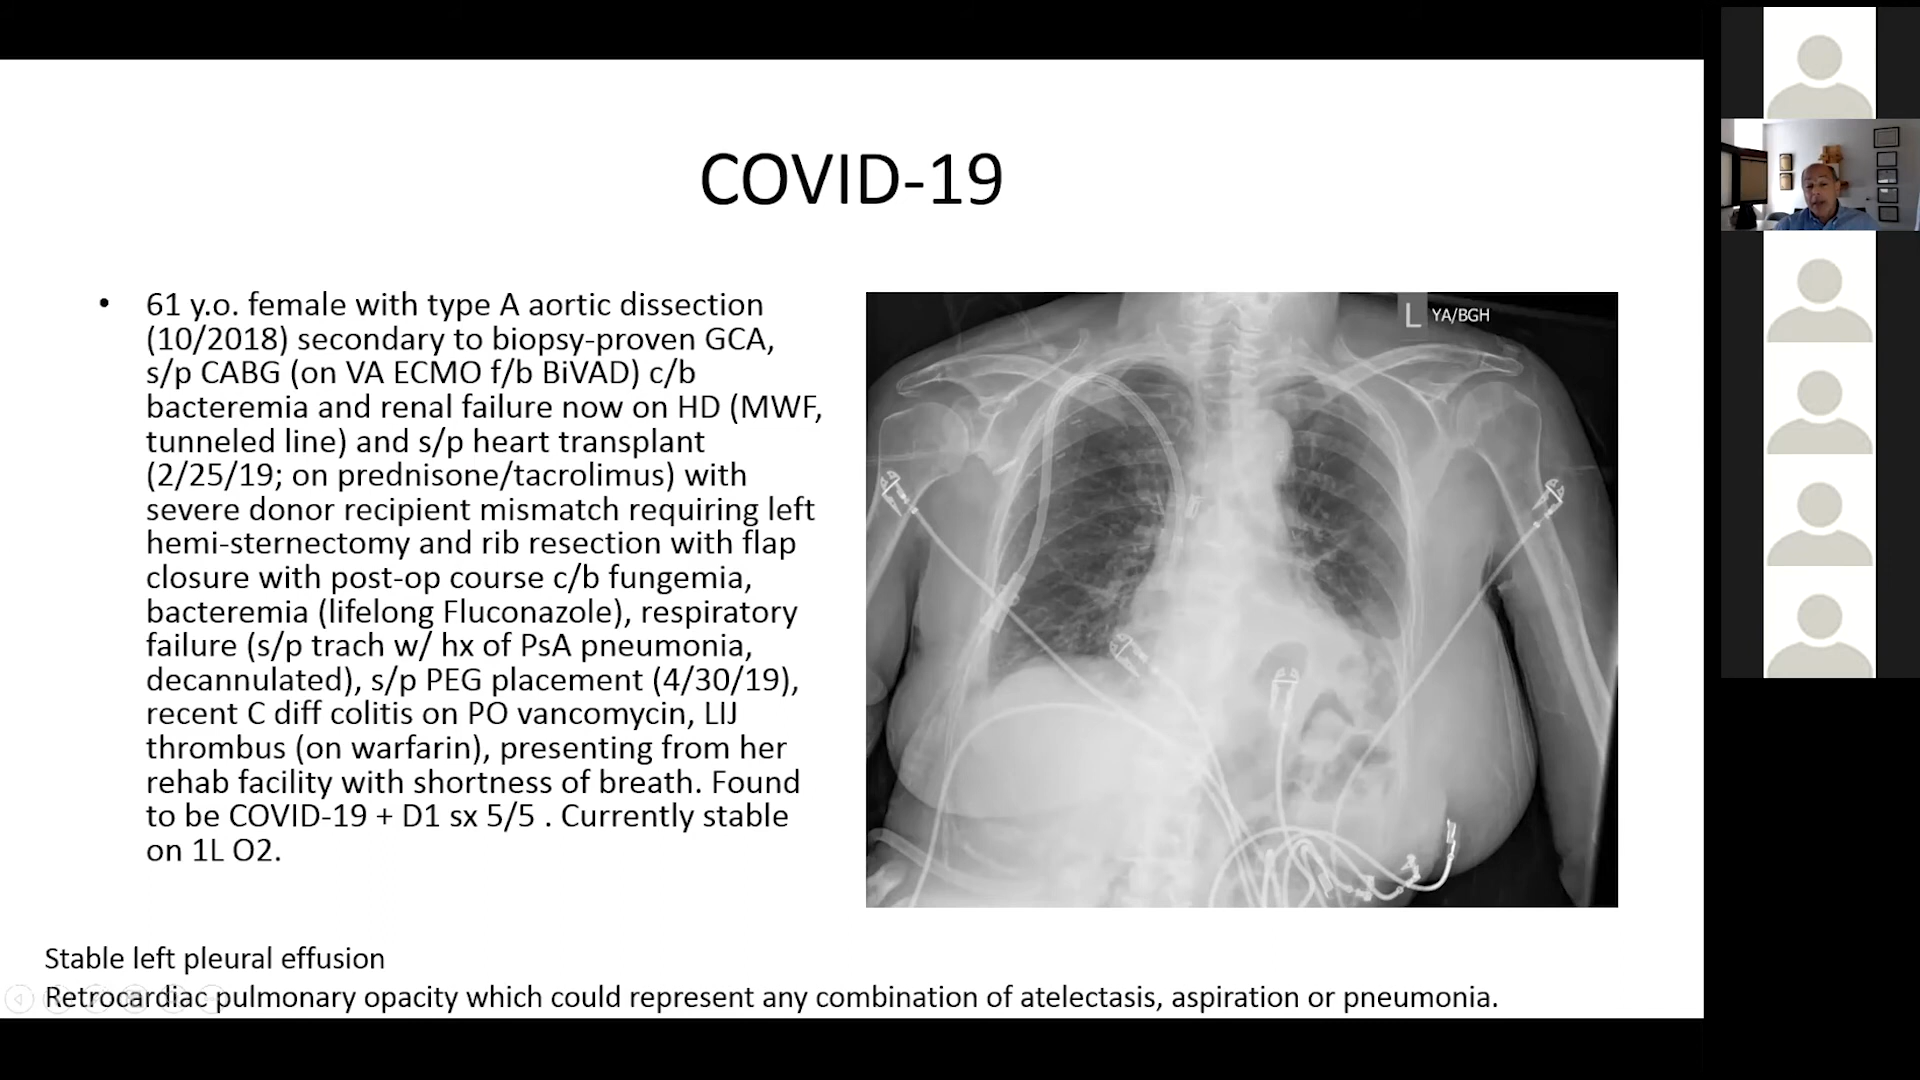 COVID-19
• 61 y.o. female with type A aortic dissection
(10/2018) secondary to biopsy-proven GCA,
s/p CABG (on VA ECMO f/b BiVAD) c/b
bacteremia and renal failure now on HD (MWF,
tunneled line) and s/p heart transplant
(2/25/19; on prednisone/tacrolimus) with
severe donor recipient mismatch requiring left
hemi-sternectomy and rib resection with flap
closure with post-op course c/b fungemia,
bacteremia (lifelong Fluconazole), respiratory
failure (s/p trach w/ hx of PsA pneumonia,
decannulated), s/p PEG placement (4/30/19),
recent C diff colitis on PO vancomycin, LIJ
thrombus (on warfarin), presenting from her
rehab facility with shortness of breath. Found
to be COVID-19 + D1 sx 5/5 . Currently stable
on 1L O2.
L YA/BGH
Stable left pleural effusion
Retrocardiac pulmonary opacity which could represent any combination of atelectasis, aspiration or pneumonia.